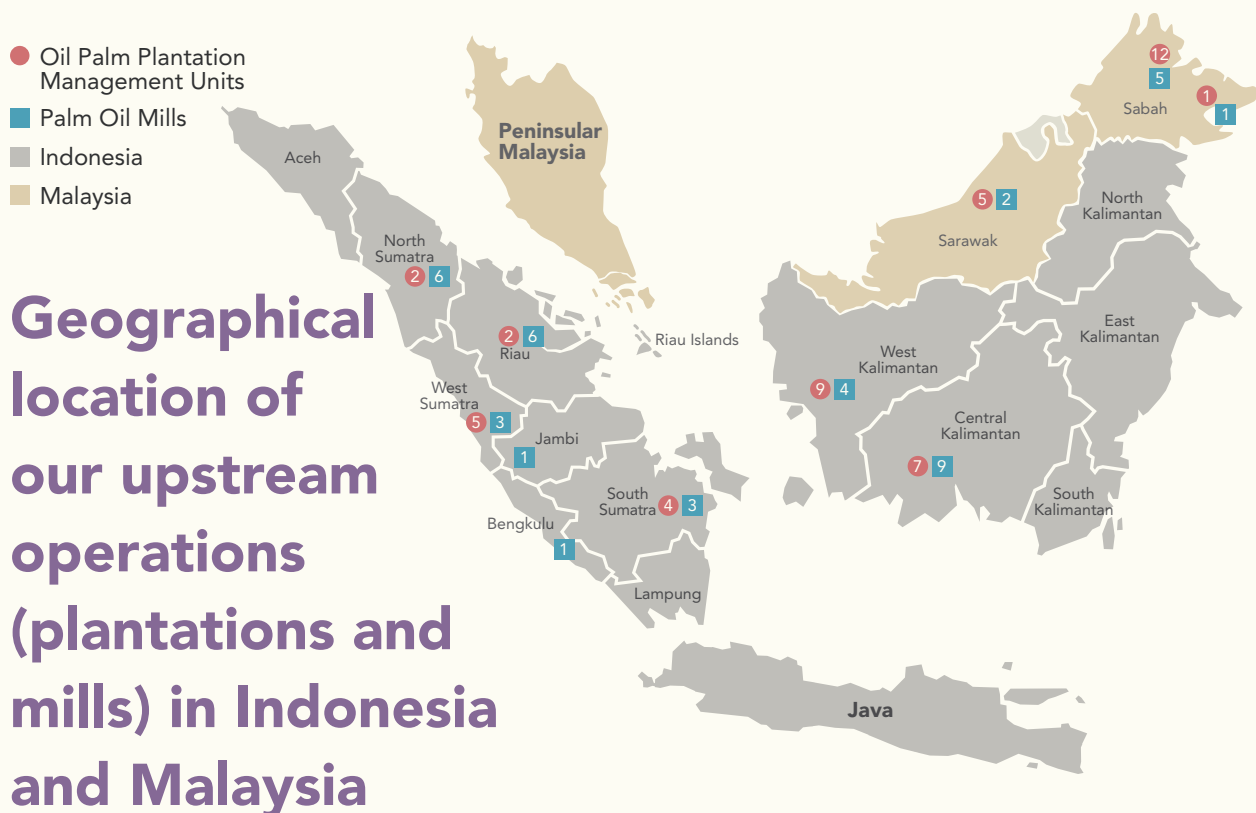 Oil Palm Plantation
Management Units
Palm Oil Mills
Indonesia
Malaysia
Geographical
location of
our upstream
operations
(plantations and
mills) in Indonesia
and Malaysia
Aceh
North
Sumatra
2 6
2 6
Riau
West
Sumatra
5 3
Jambi
1
South
Sumatra 4 3
Bengkulu
1
Lampung
Peninsular
Malaysia
Riau Islands
Java
12
5
Sabah
1
1
5 2
Sarawak
North
Kalimantan
East
Kalimantan
West
Kalimantan
9 4
Central
Kalimantan
7 9
South
Kalimantan